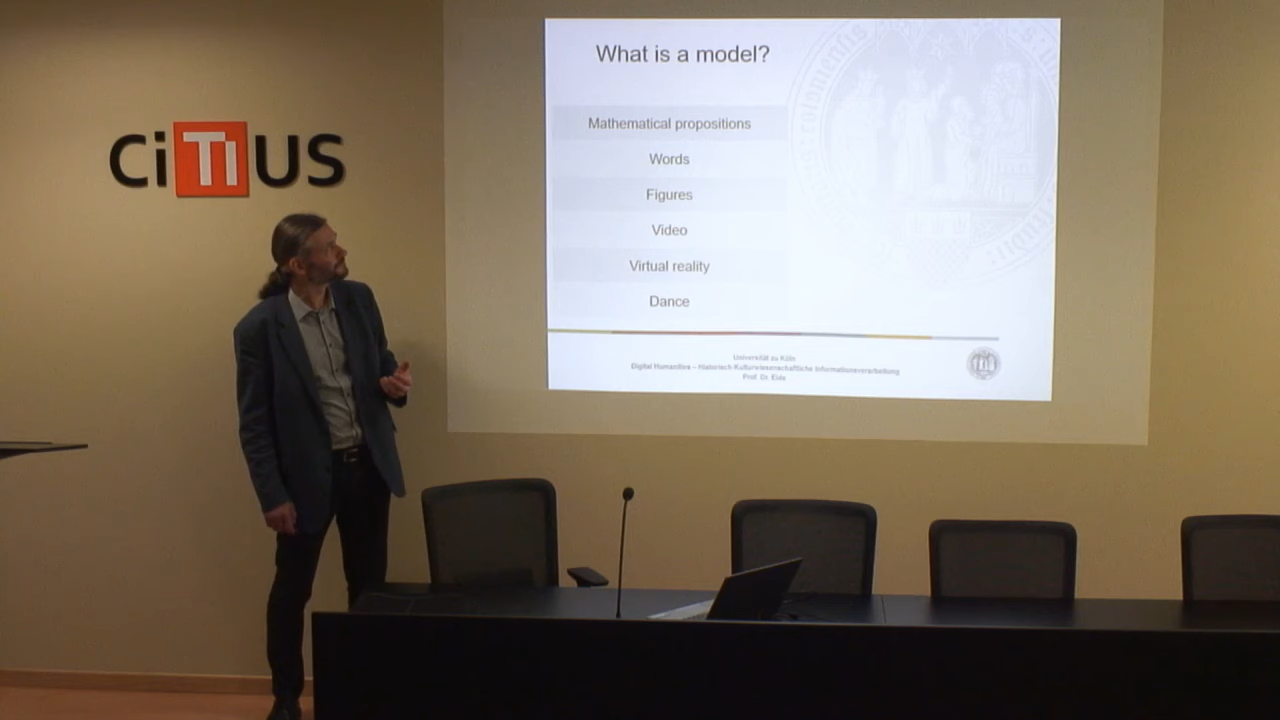 CiTIUS
What is a model?
Mathematical propositions
Words
Figures
Video
Virtual reality
Dance
Universität zu Köln
Digital Humanities – Historisch Kulturwissenschaftliche Informationsverarbeitung
Prof. Dr. Eide